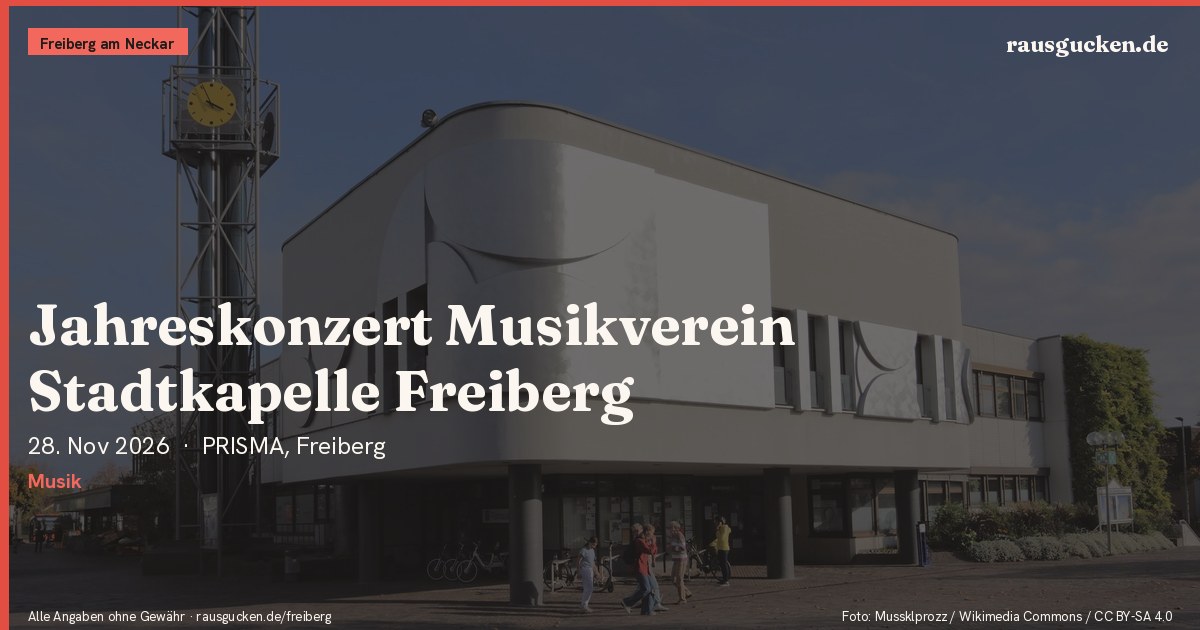 Freiberg am Neckar
rausgucken.de
Jahreskonzert Musikverein
Stadtkapelle Freiberg
28. Nov 2026 · PRISMA, Freiberg
Musik
Alle Angaben ohne Gewähr · rausgucken.de/freiberg
Foto: Mussklprozz / Wikimedia Commons / CC BY-SA 4.0